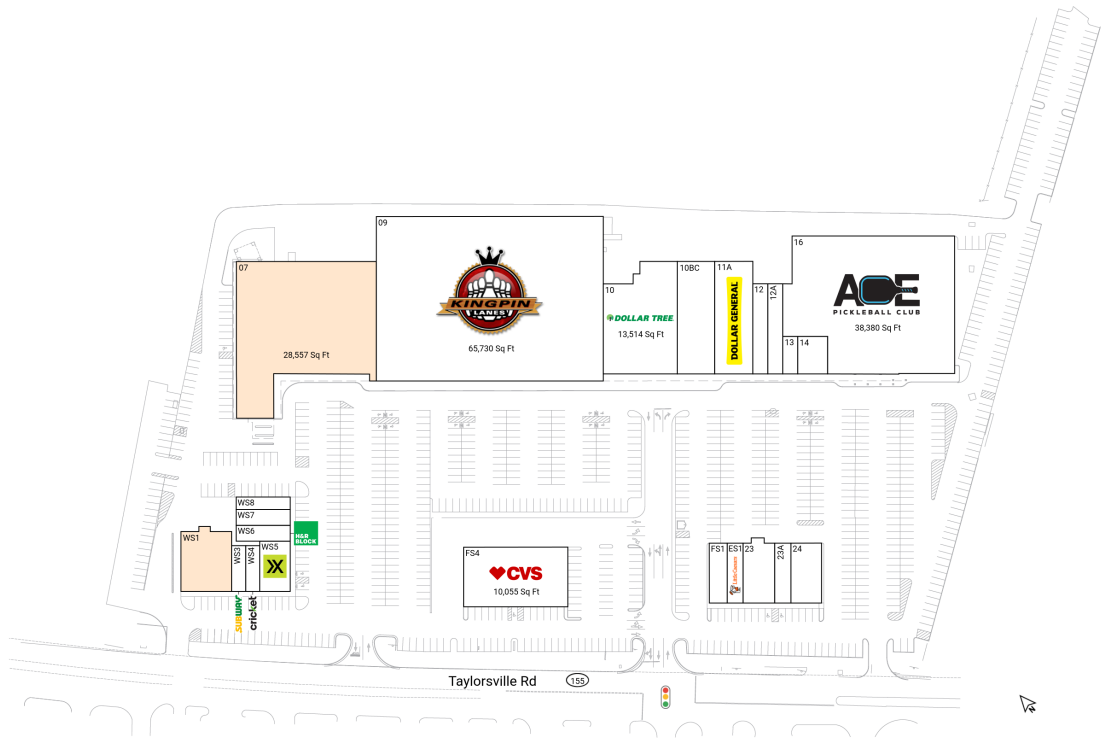 09
KINGPIN
LANES
65,730 Sq Ft
07
28,557 Sq Ft
10
DOLLAR TREE
13,514 Sq Ft
10BC
11A
DOLLAR GENERAL
12
12A
13
14
16
ACE
PICKLEBALL CLUB
38,380 Sq Ft
WS8
WS7
WS6
H&R
BLOCK
WS1
WS3
WS4
WS5
SUBWAY
cricket
FS4
CVS
10,055 Sq Ft
FS1
ES1
Little Caesars
23
23A
24
Taylorsville Rd
155
N